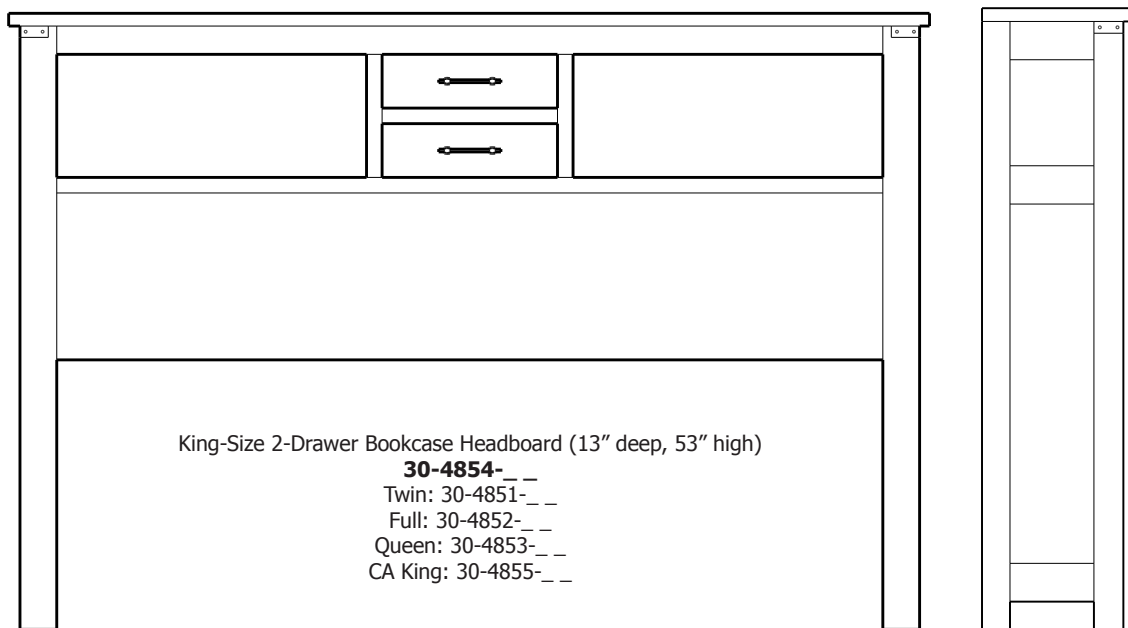 King-Size 2-Drawer Bookcase Headboard (13” deep, 53” high)
30-4854-_ _
Twin: 30-4851-_ _
Full: 30-4852-_ _
Queen: 30-4853-_ _
CA King: 30-4855-_ _